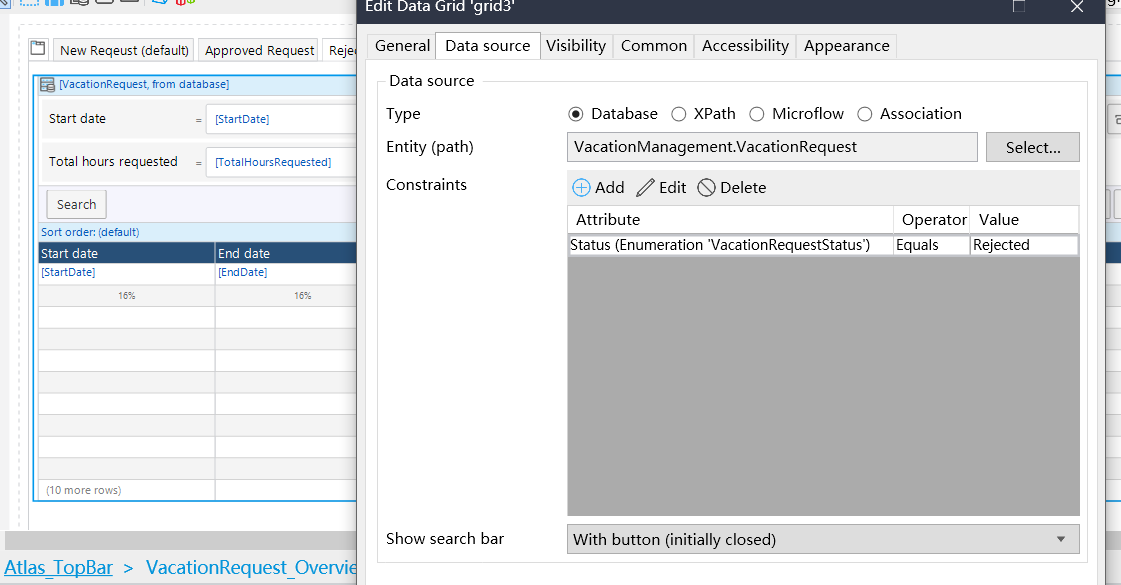 Edit Data Grid 'grid3'
New Reqeust (default) Approved Request
General Data source Visibility Common Accessibility Appearance
[VacationRequest, from database]
Start date = [StartDate]
Total hours requested = [TotalHoursRequested]
Search
Sort order: (default)
Start date End date
[StartDate] [EndDate]
16% 16%
(10 more rows)
Atlas_TopBar > VacationRequest_Overvie
Data source
Type Database XPath Microflow Association
Entity (path) VacationManagement.VacationRequest Select...
Constraints Add Edit Delete
Attribute Operator Value
Status (Enumeration 'VacationRequestStatus') Equals Rejected
Show search bar With button (initially closed)